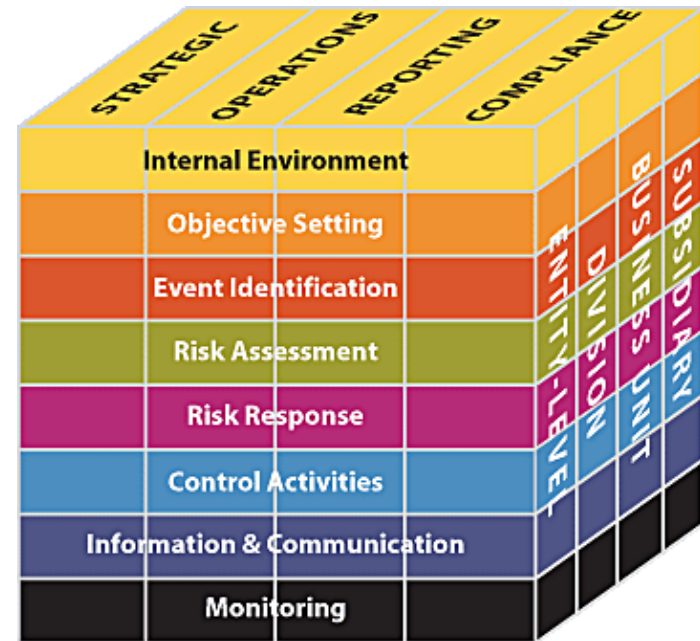 STRATEGIC
OPERATIONS
REPORTING
COMPLIANCE
Internal Environment
Objective Setting
Event Identification
Risk Assessment
Risk Response
Control Activities
Information & Communication
Monitoring
ENTITY-LEVEL
DIVISION
BUSINESS UNIT
SUBSIDIARY